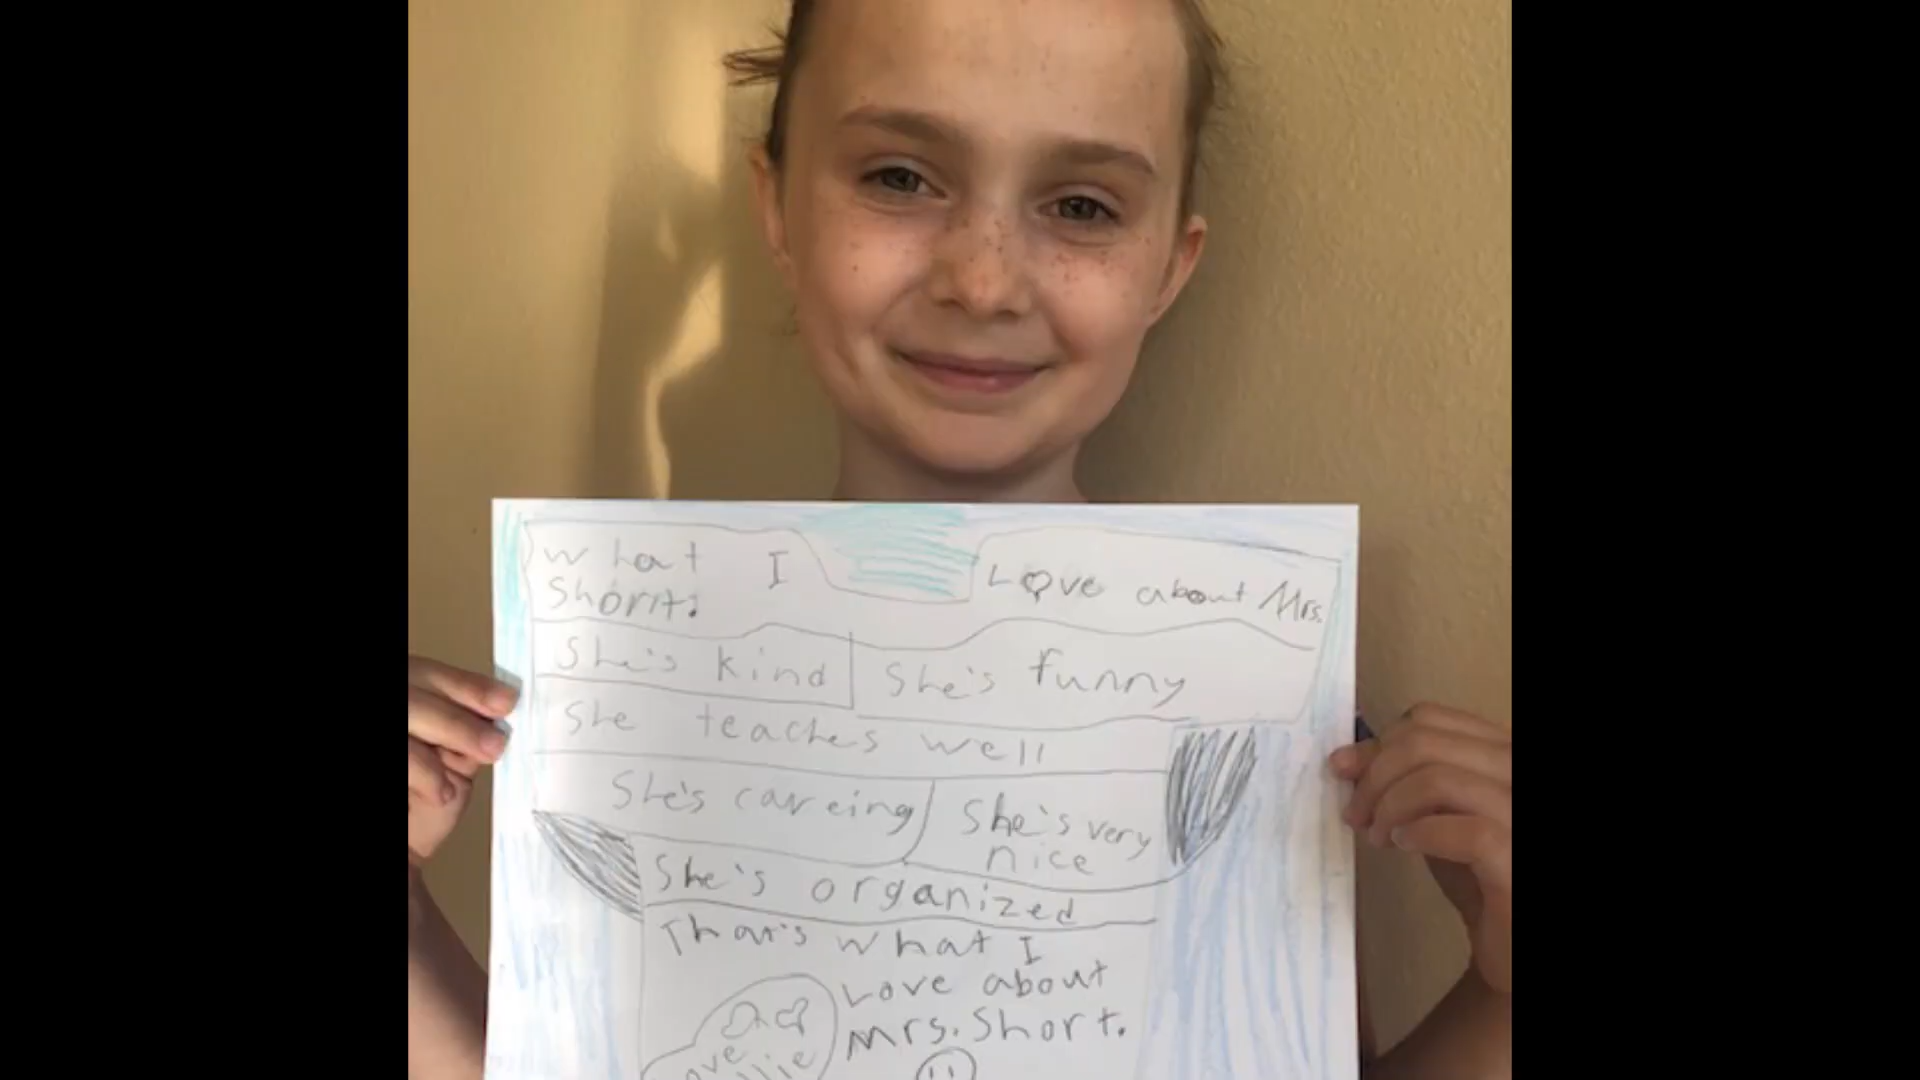 What I Love about Mrs.
Short:
She's kind She's funny
She teaches well
She's careing She's very
nice
She's organized
That's what I
Love about
Mrs. Short.